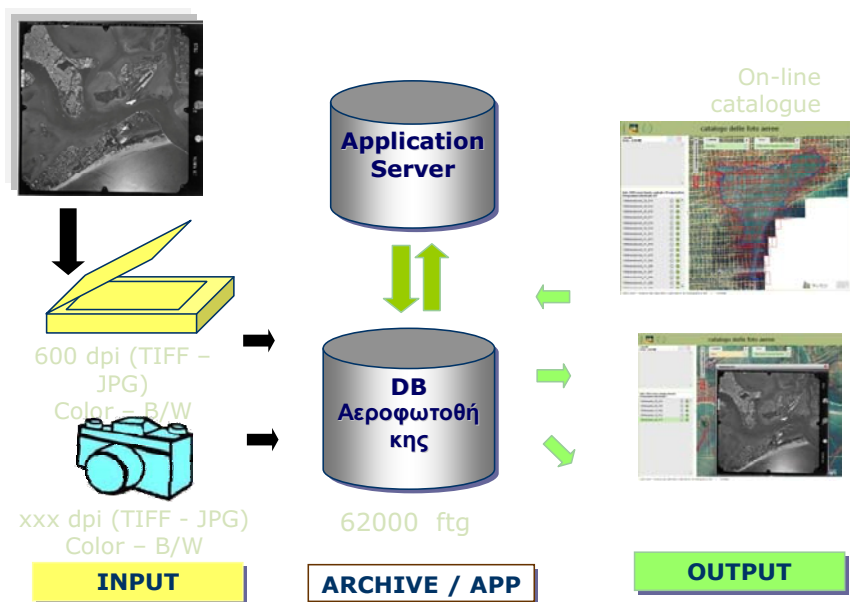 On-line
catalogue
catalogo delle foto aeree
Application
Server
600 dpi (TIFF –
JPG)
Color – B/W
catalogo delle foto aeree
DB
Αεροφωτοθή
κης
xxx dpi (TIFF - JPG)
Color – B/W
62000 ftg
INPUT
ARCHIVE / APP
OUTPUT